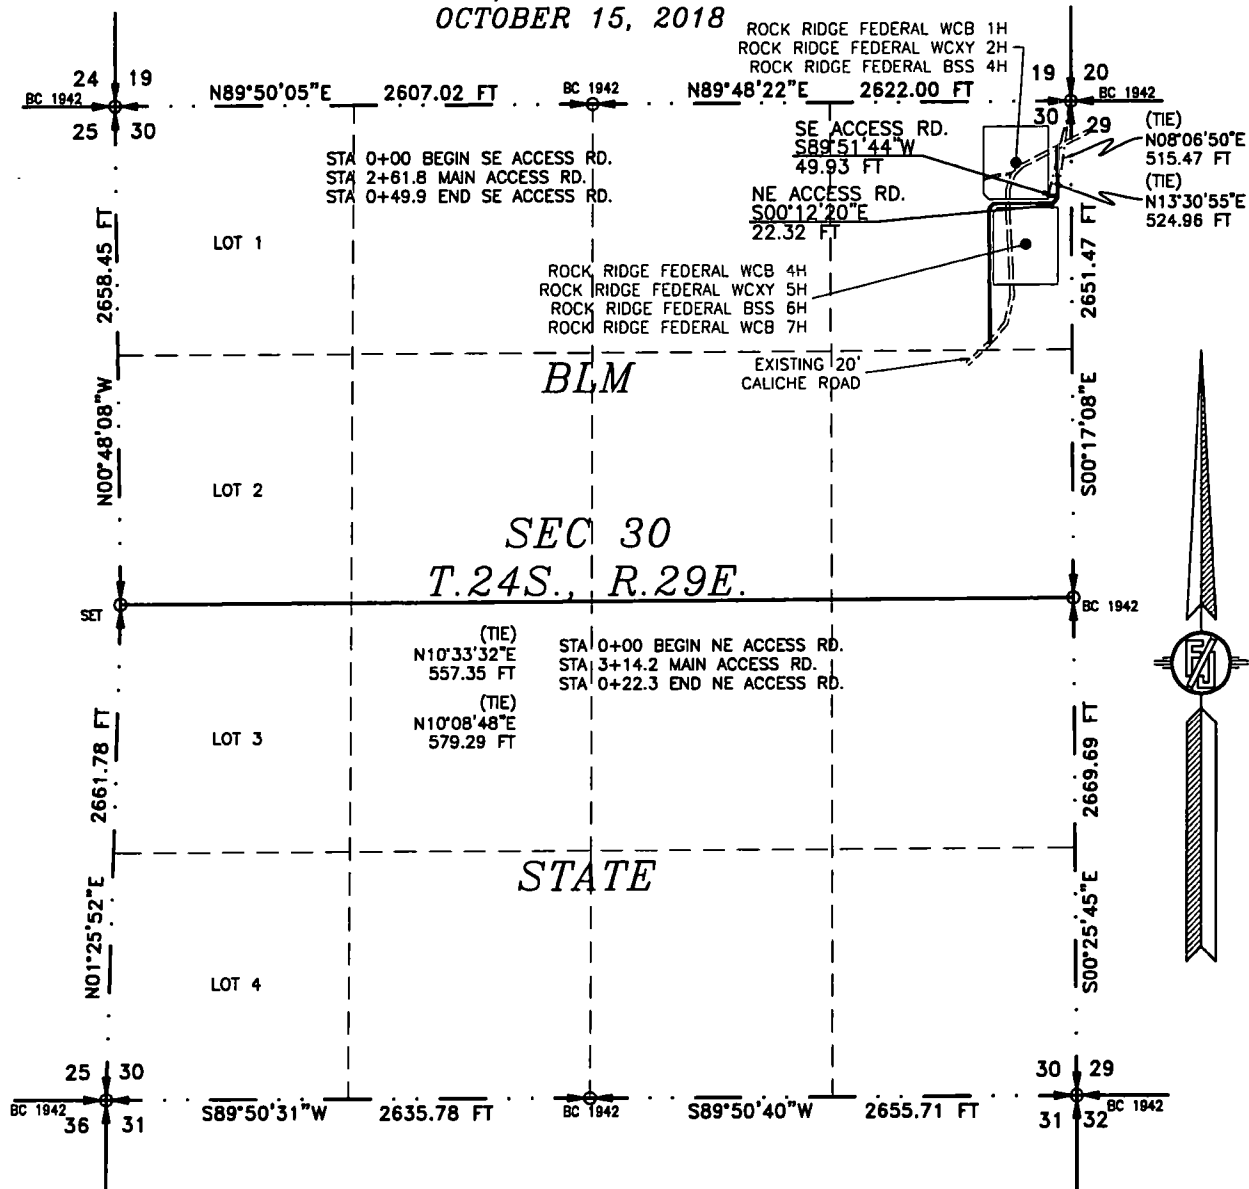 OCTOBER 15, 2018
ROCK RIDGE FEDERAL WCB 1H
ROCK RIDGE FEDERAL WCXY 2H
ROCK RIDGE FEDERAL BSS 4H
24 19
BC 1942
25 30
N89°50'05"E 2607.02 FT
BC 1942
N89°48'22"E 2622.00 FT
19 20
BC 1942
30 29
SE ACCESS RD.
S89°51'44"W
49.93 FT
(TIE)
N08°06'50"E
515.47 FT
(TIE)
N13°30'55"E
524.96 FT
STA 0+00 BEGIN SE ACCESS RD.
STA 2+61.8 MAIN ACCESS RD.
STA 0+49.9 END SE ACCESS RD.
NE ACCESS RD.
S00°12'20"E
22.32 FT
LOT 1
2658.45 FT
2651.47 FT
ROCK RIDGE FEDERAL WCB 4H
ROCK RIDGE FEDERAL WCXY 5H
ROCK RIDGE FEDERAL BSS 6H
ROCK RIDGE FEDERAL WCB 7H
EXISTING 20'
CALICHE ROAD
BLM
N00°48'08"W
S00°17'08"E
LOT 2
SEC 30
T.24S., R.29E.
SET
BC 1942
(TIE)
N10°33'32"E
557.35 FT
(TIE)
N10°08'48"E
579.29 FT
STA 0+00 BEGIN NE ACCESS RD.
STA 3+14.2 MAIN ACCESS RD.
STA 0+22.3 END NE ACCESS RD.
FJ
LOT 3
2661.78 FT
2669.69 FT
STATE
N01°25'52"E
S00°25'45"E
LOT 4
25 30
BC 1942
36 31
S89°50'31"W 2635.78 FT
BC 1942
S89°50'40"W 2655.71 FT
30 29
BC 1942
31 32